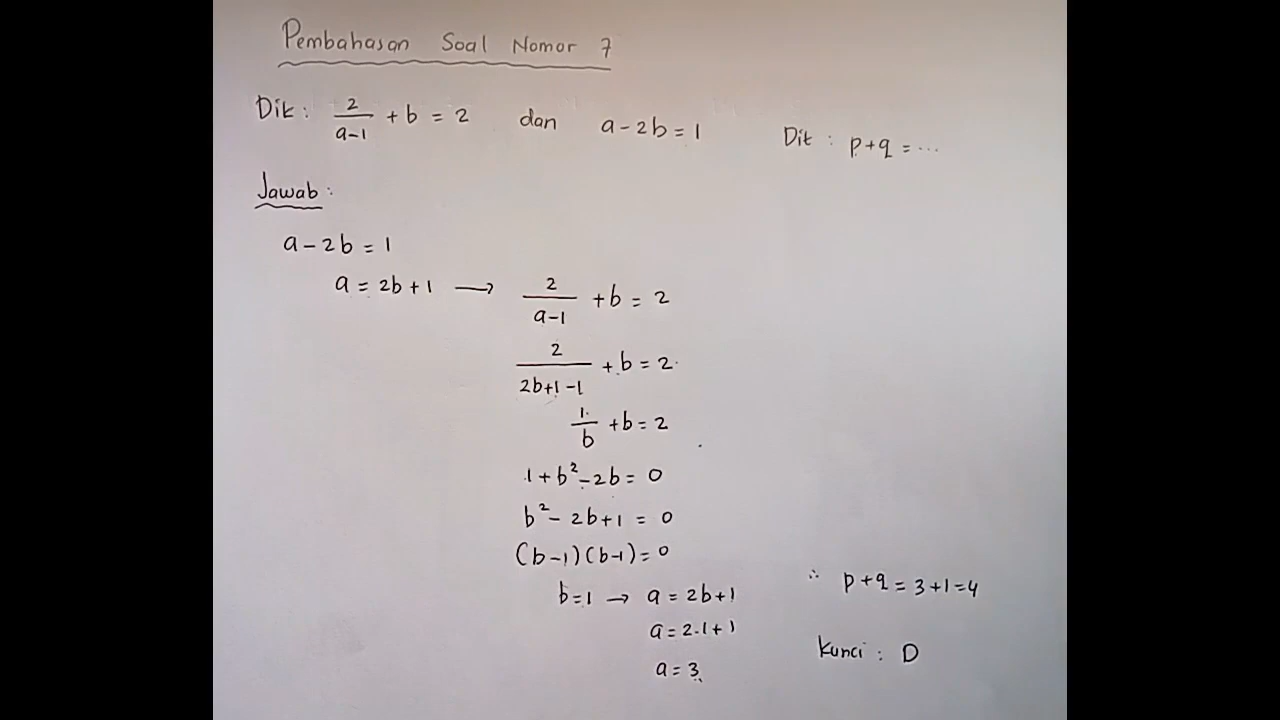 Pembahasan Soal Nomor 7
Dik : 2/(a-1) + b = 2 dan a - 2b = 1 Dit : p+q = ...
Jawab :
a - 2b = 1
a = 2b + 1 → 2/(a-1) + b = 2
2/(2b+1-1) + b = 2
1/b + b = 2
1 + b² - 2b = 0
b² - 2b + 1 = 0
(b-1)(b-1) = 0
b = 1 → a = 2b + 1
a = 2.1 + 1
a = 3
∴ p+q = 3+1 = 4
Kunci : D